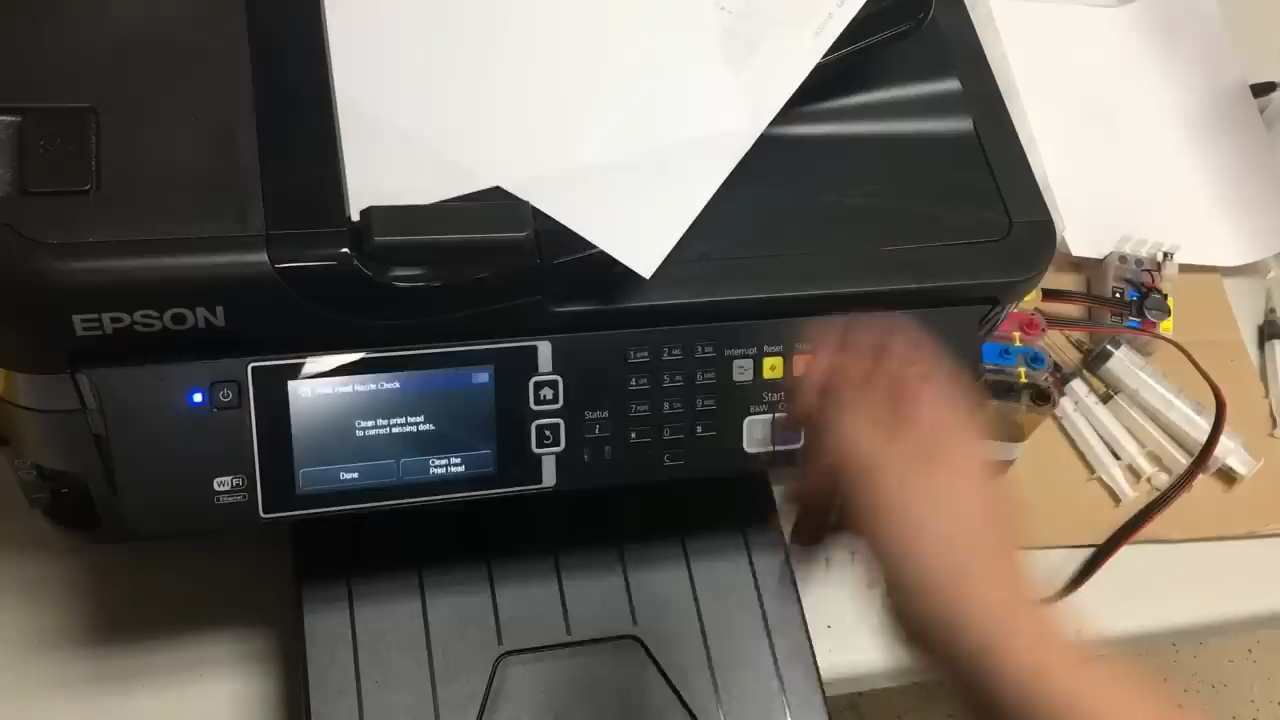 EPSON
Print Head Nozzle Check
Clean the print head
to correct missing dots.
Done
Clean the
Print Head
WiFi
Ethernet
Status
1
2 ABC
3
4
5
6
7
8
9
*
0
#
C
Interrupt
Reset
Start
B&W